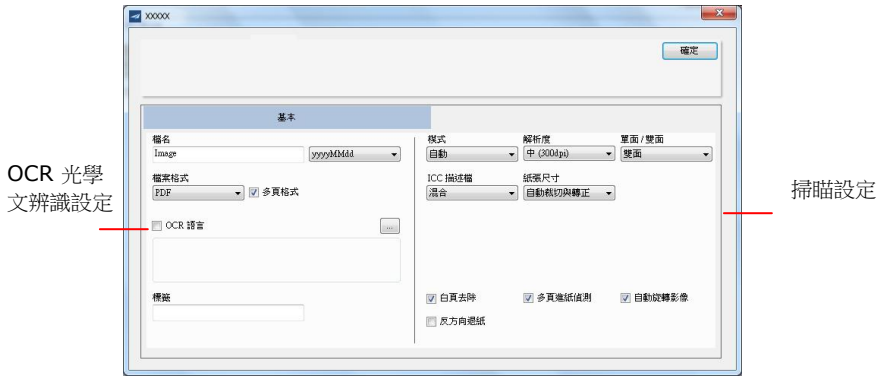 XXXXX
確定
基本
檔名
Image yyyyMMdd
檔案格式
PDF 多頁格式
OCR 語言 ...
標籤
模式 解析度 單面 / 雙面
自動 中 (300dpi) 雙面
ICC 描述檔 紙張尺寸
混合 自動裁切與轉正
白頁去除 多頁進紙偵測 自動旋轉影像
反方向退紙
OCR 光學
文辨識設定
掃瞄設定